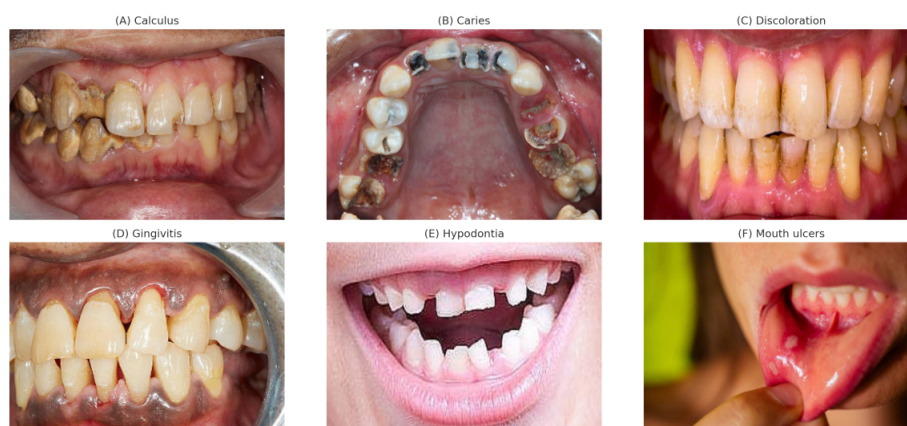 (A) Calculus
(B) Caries
(C) Discoloration
(D) Gingivitis
(E) Hypodontia
(F) Mouth ulcers